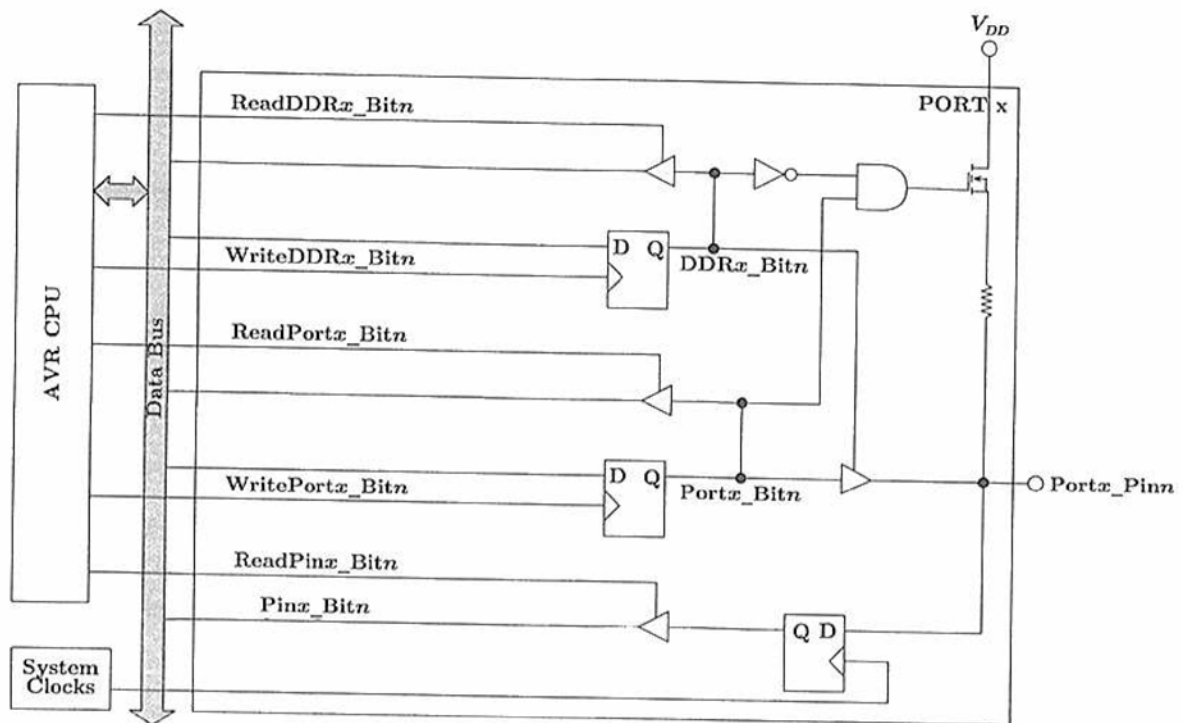 V_DD
PORT x
ReadDDRx_Bitn
D Q
WriteDDRx_Bitn
DDRx_Bitn
ReadPortx_Bitn
AVR CPU
Data Bus
D Q
WritePortx_Bitn
Portx_Bitn
Portx_Pinn
ReadPinx_Bitn
Pinx_Bitn
Q D
System
Clocks